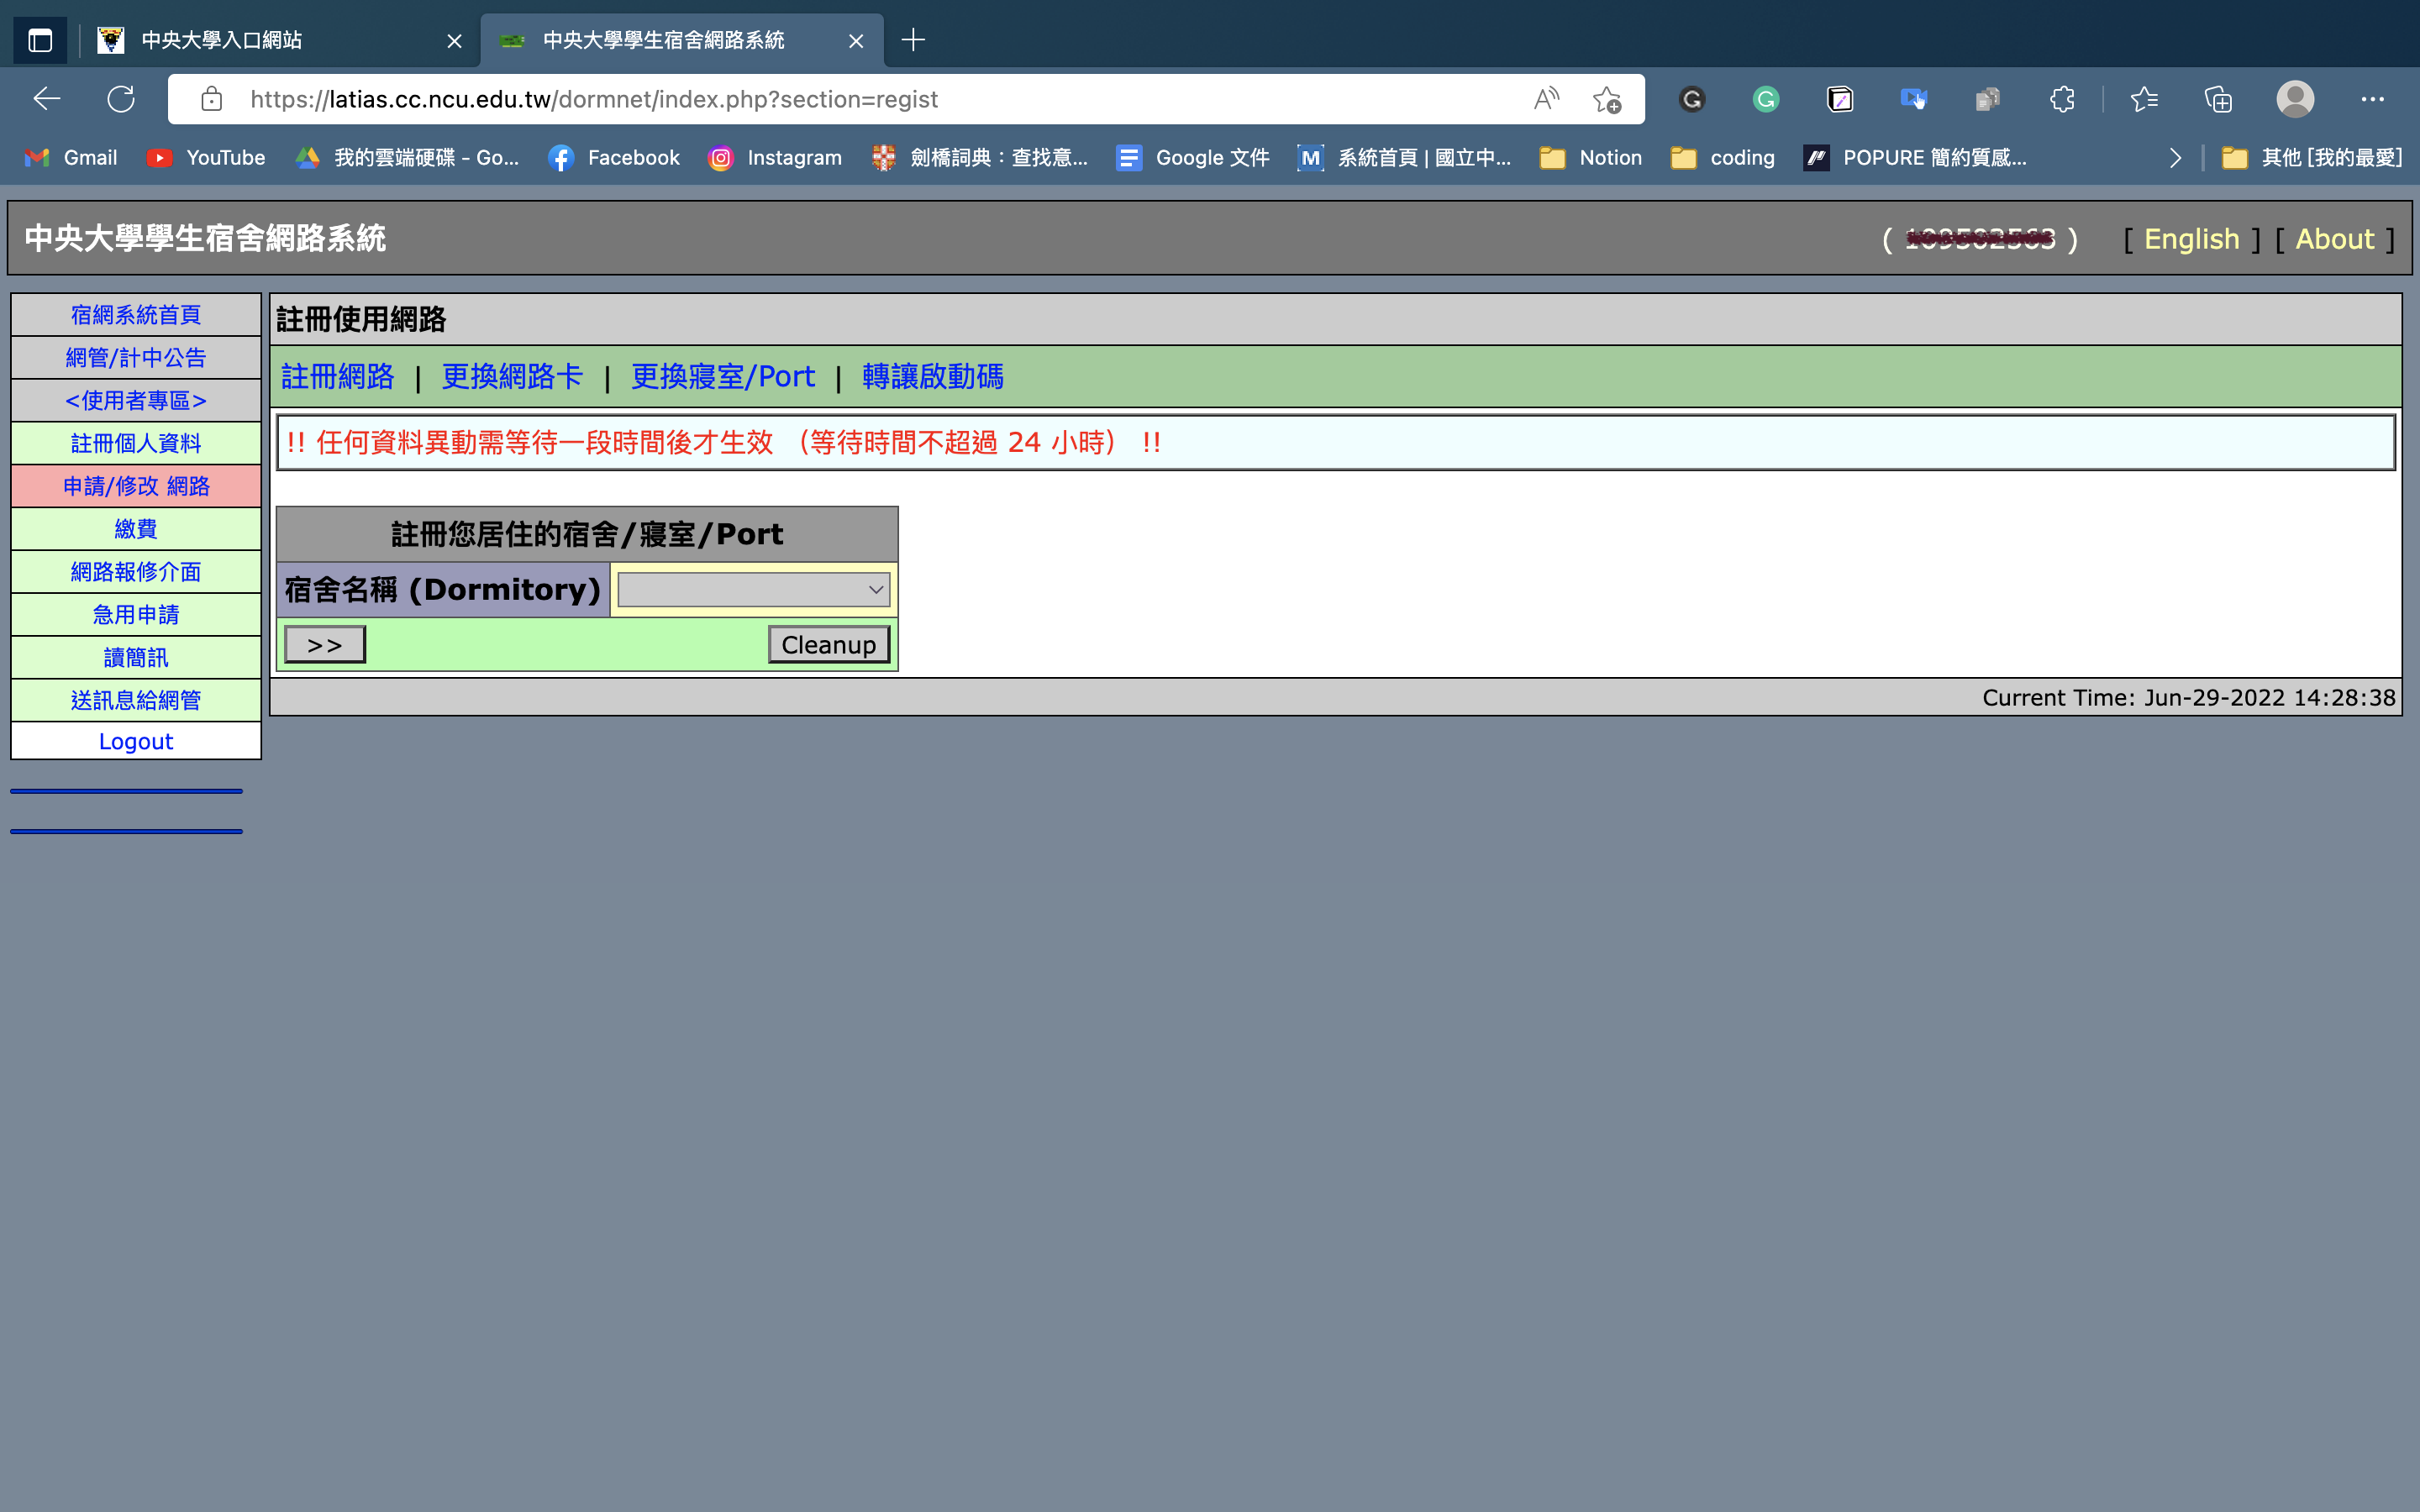 中央大學入口網站
中央大學學生宿舍網路系統
https://latias.cc.ncu.edu.tw/dormnet/index.php?section=regist
Gmail YouTube 我的雲端硬碟 - Go... Facebook Instagram 劍橋詞典：查找意... Google 文件 系統首頁 | 國立中... Notion coding POPURE 簡約質感... 其他 [我的最愛]
中央大學學生宿舍網路系統
( ) [ English ] [ About ]
宿網系統首頁
網管/計中公告
<使用者專區>
註冊個人資料
申請/修改 網路
繳費
網路報修介面
急用申請
讀簡訊
送訊息給網管
Logout
註冊使用網路
註冊網路 | 更換網路卡 | 更換寢室/Port | 轉讓啟動碼
!! 任何資料異動需等待一段時間後才生效 （等待時間不超過 24 小時） !!
註冊您居住的宿舍/寢室/Port
宿舍名稱 (Dormitory)
>> Cleanup
Current Time: Jun-29-2022 14:28:38